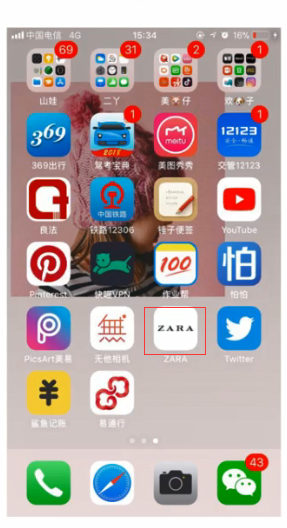 中国电信 4G 15:34 16%
69 31 2 1
山娃 二丫 美🐶仔 欢🐶子
369 1 2018 meitu 12123 1
369出行 驾考宝典 美图秀秀 交管12123
中国铁路
良法 铁路12306 锤子便签 YouTube
100 怕
Pinterest 快喵VPN 作业帮 怕怕
無 ZARA
PicsArt美易 无他相机 ZARA Twitter
鲨鱼记账 易通行
43